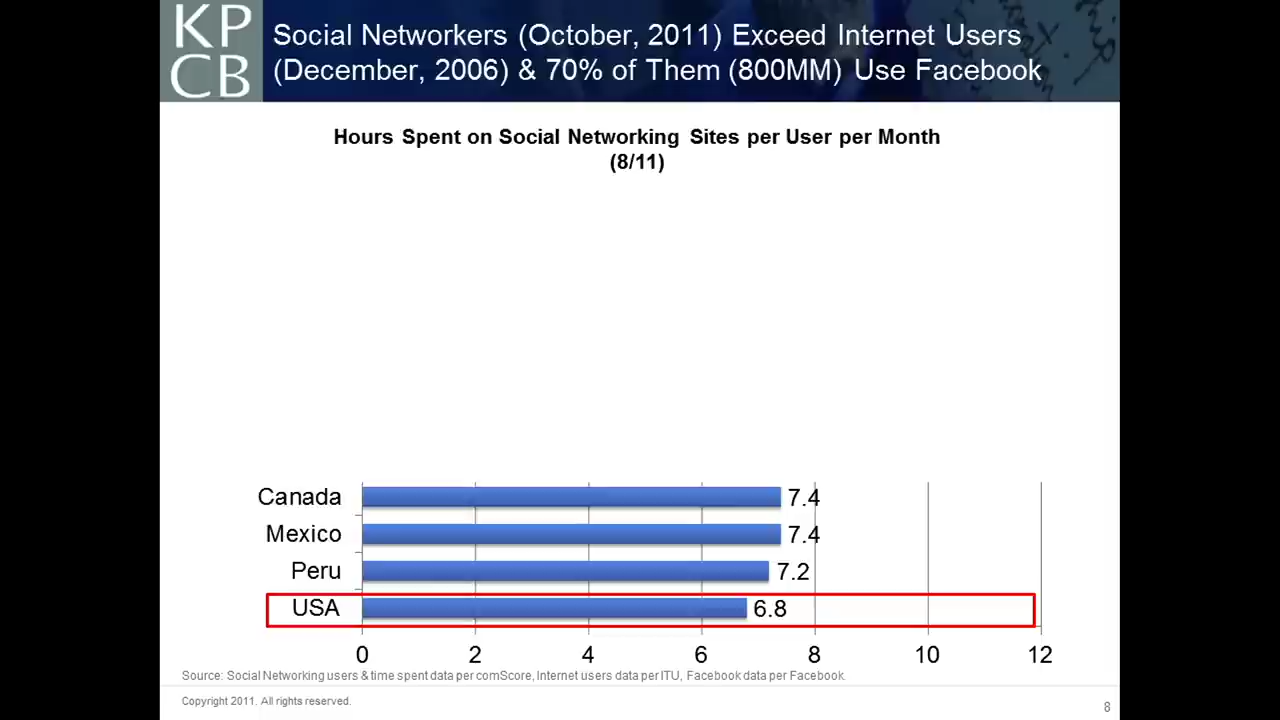 KP
CB
Social Networkers (October, 2011) Exceed Internet Users
(December, 2006) & 70% of Them (800MM) Use Facebook
Hours Spent on Social Networking Sites per User per Month
(8/11)
Canada 7.4
Mexico 7.4
Peru 7.2
USA 6.8
0 2 4 6 8 10 12
Source: Social Networking users & time spent data per comScore, Internet users data per ITU, Facebook data per Facebook.
Copyright 2011. All rights reserved.
8